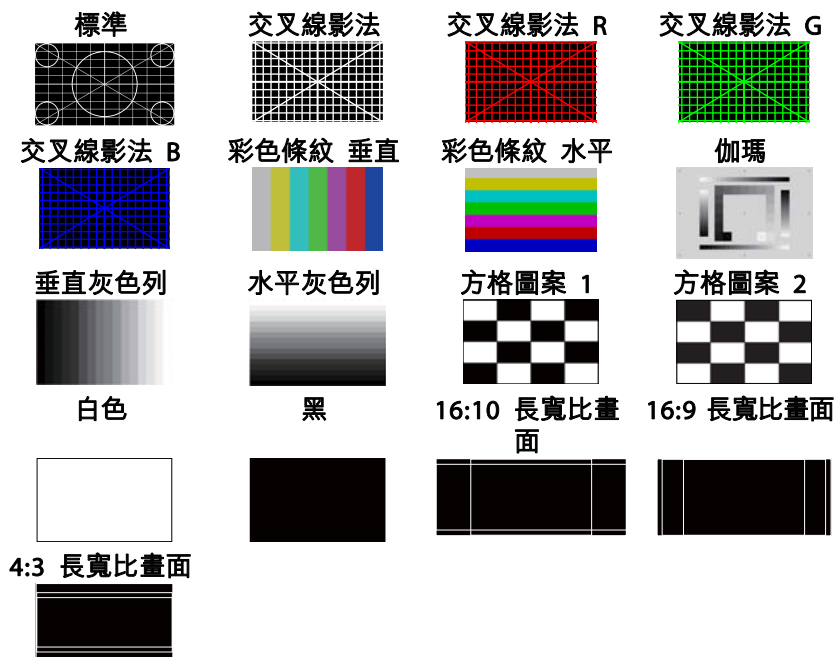 標準 交叉線影法 交叉線影法 R 交叉線影法 G
交叉線影法 B 彩色條紋 垂直 彩色條紋 水平 伽瑪
垂直灰色列 水平灰色列 方格圖案 1 方格圖案 2
白色 黑 16:10 長寬比畫 16:9 長寬比畫面
面
4:3 長寬比畫面